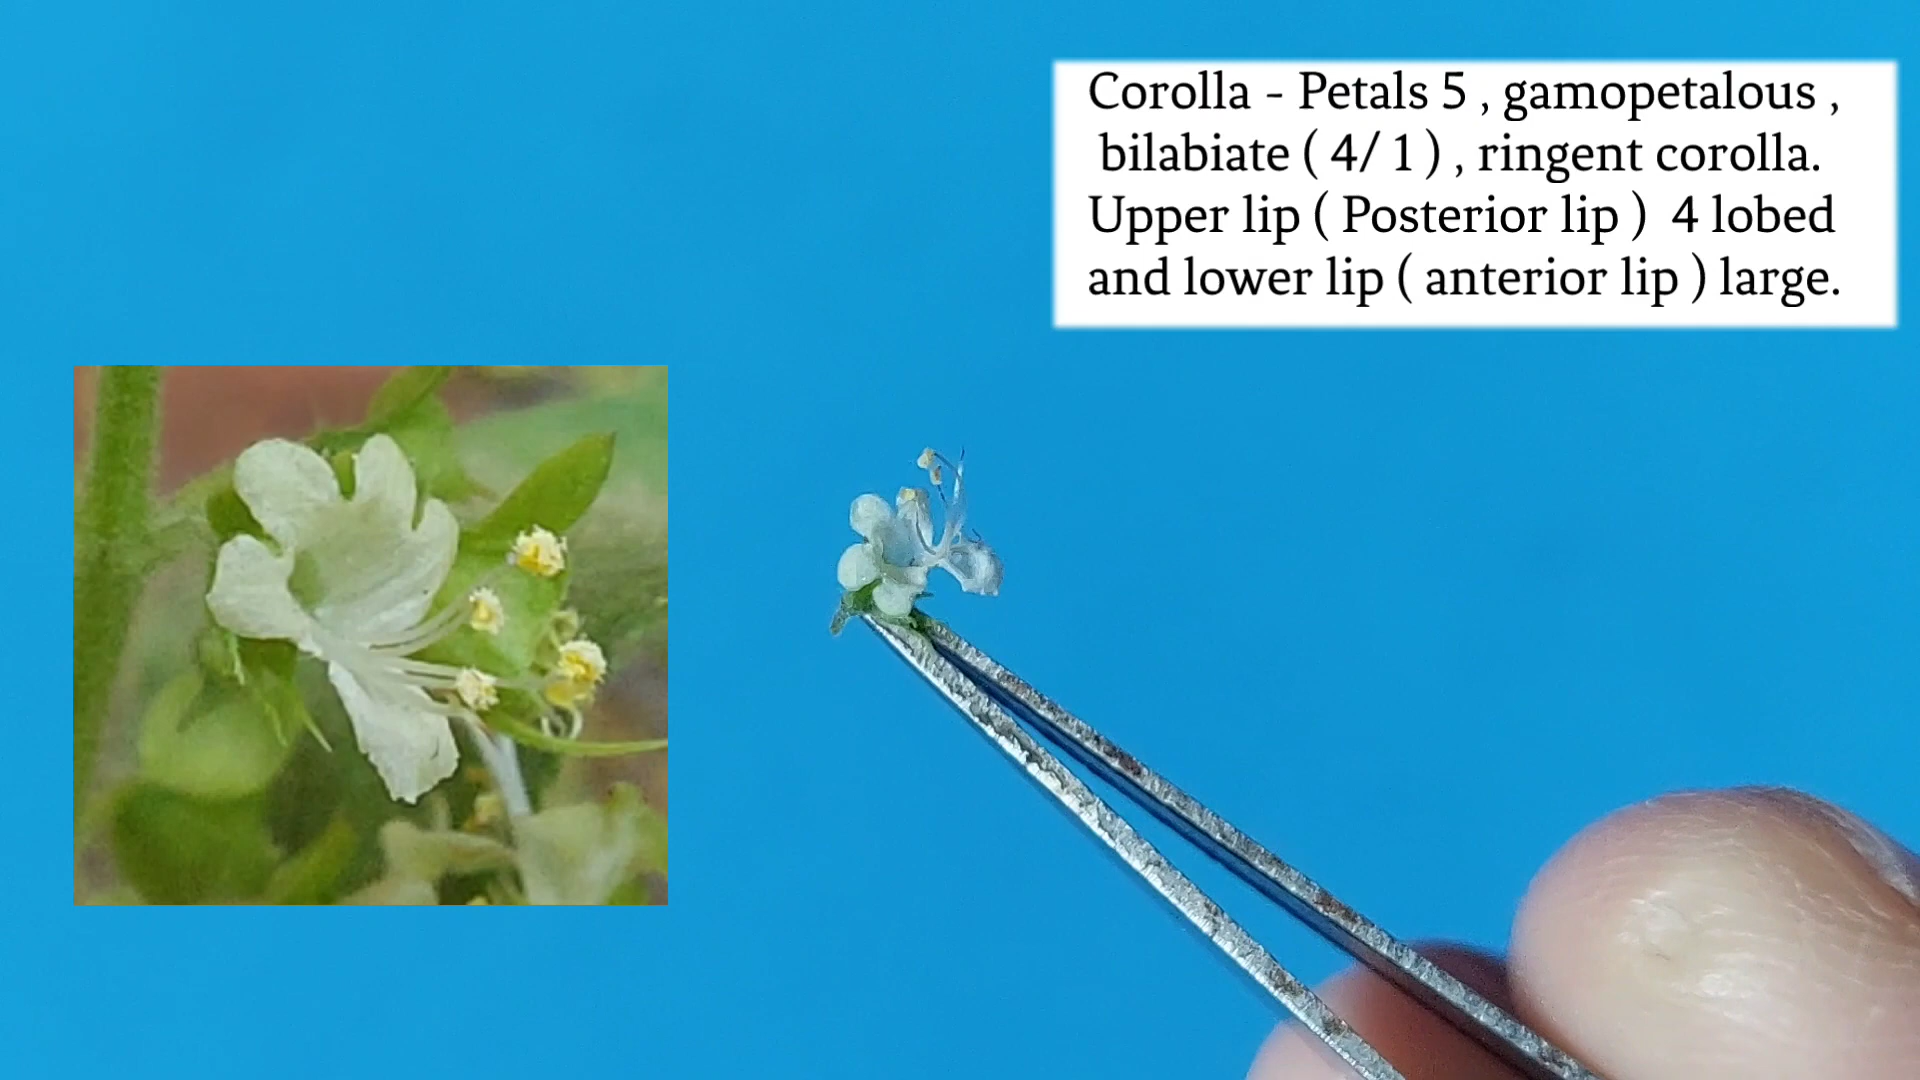 Corolla - Petals 5 , gamopetalous ,
bilabiate ( 4/ 1 ) , ringent corolla.
Upper lip ( Posterior lip ) 4 lobed
and lower lip ( anterior lip ) large.